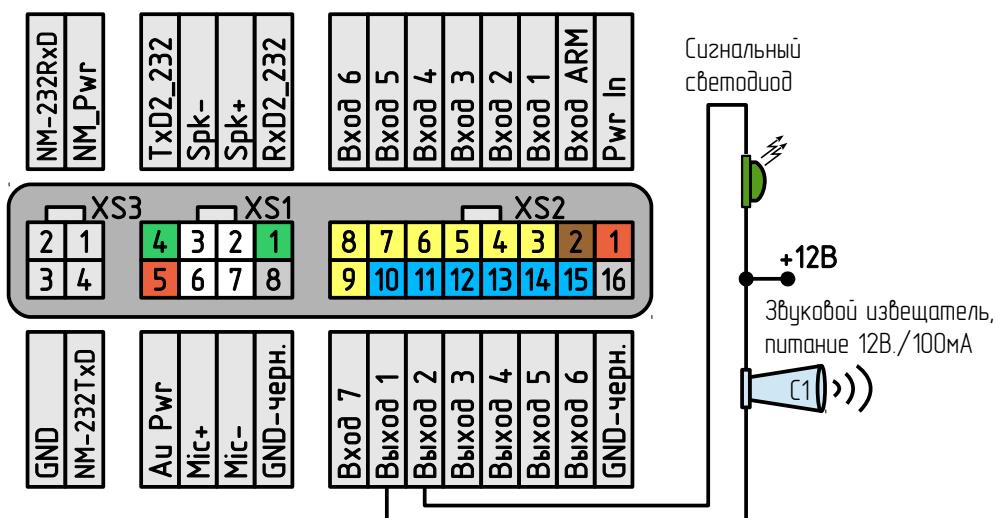 NM-232RxD
NM_Pwr
TxD2_232
Spk-
Spk+
RxD2_232
Вход 6
Вход 5
Вход 4
Вход 3
Вход 2
Вход 1
Вход ARM
Pwr In
Сигнальный
светодиод
XS3
XS1
XS2
2 1
4 3 2 1
8 7 6 5 4 3 2 1
3 4
5 6 7 8
9 10 11 12 13 14 15 16
+12В
Звуковой извещатель,
питание 12В./100мА
С1
GND
NM-232TxD
Au Pwr
Mic+
Mic-
GND-черн.
Вход 7
Выход 1
Выход 2
Выход 3
Выход 4
Выход 5
Выход 6
GND-черн.